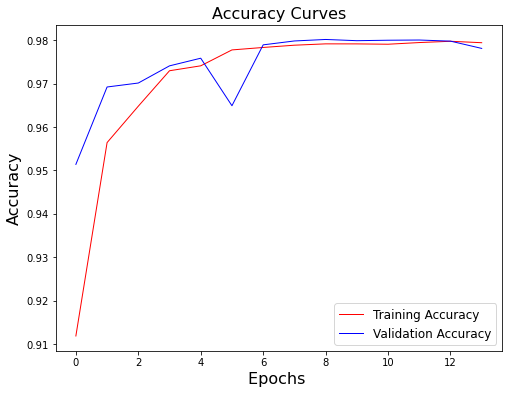 Accuracy Curves
0.98
0.97
0.96
0.95
0.94
0.93
0.92
0.91
Accuracy
0 2 4 6 8 10 12
Epochs
Training Accuracy
Validation Accuracy